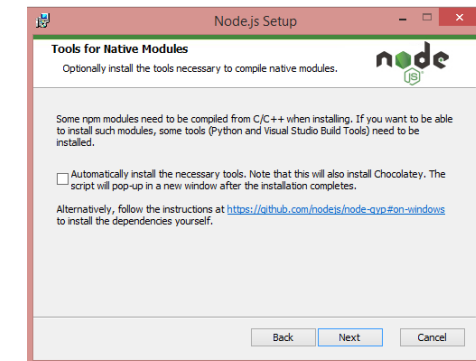 Node.js Setup
Tools for Native Modules
Optionally install the tools necessary to compile native modules.
node
JS
Some npm modules need to be compiled from C/C++ when installing. If you want to be able
to install such modules, some tools (Python and Visual Studio Build Tools) need to be
installed.
Automatically install the necessary tools. Note that this will also install Chocolatey. The
script will pop-up in a new window after the installation completes.
Alternatively, follow the instructions at https://github.com/nodejs/node-gyp#on-windows
to install the dependencies yourself.
Back Next Cancel